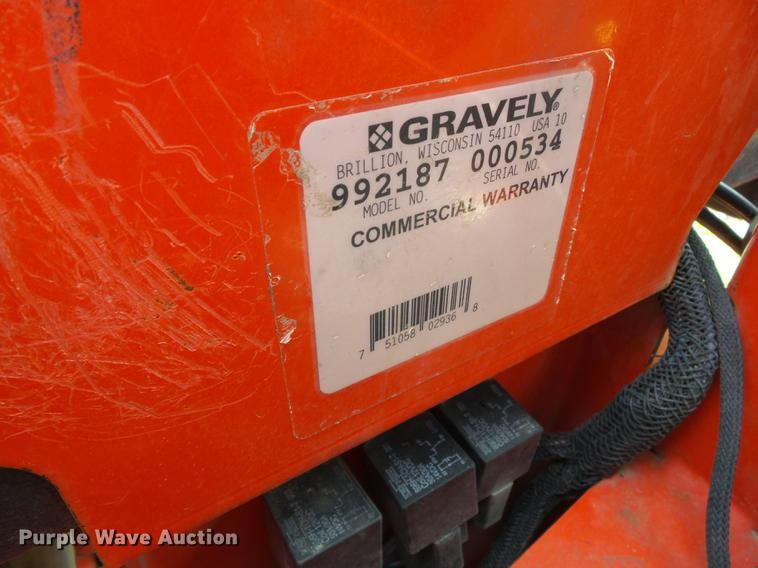 GRAVELY®
BRILLION, WISCONSIN 54110 USA 10
992187 000534
MODEL NO. SERIAL NO.
COMMERCIAL WARRANTY
7 51058 02936 8
Purple Wave Auction®